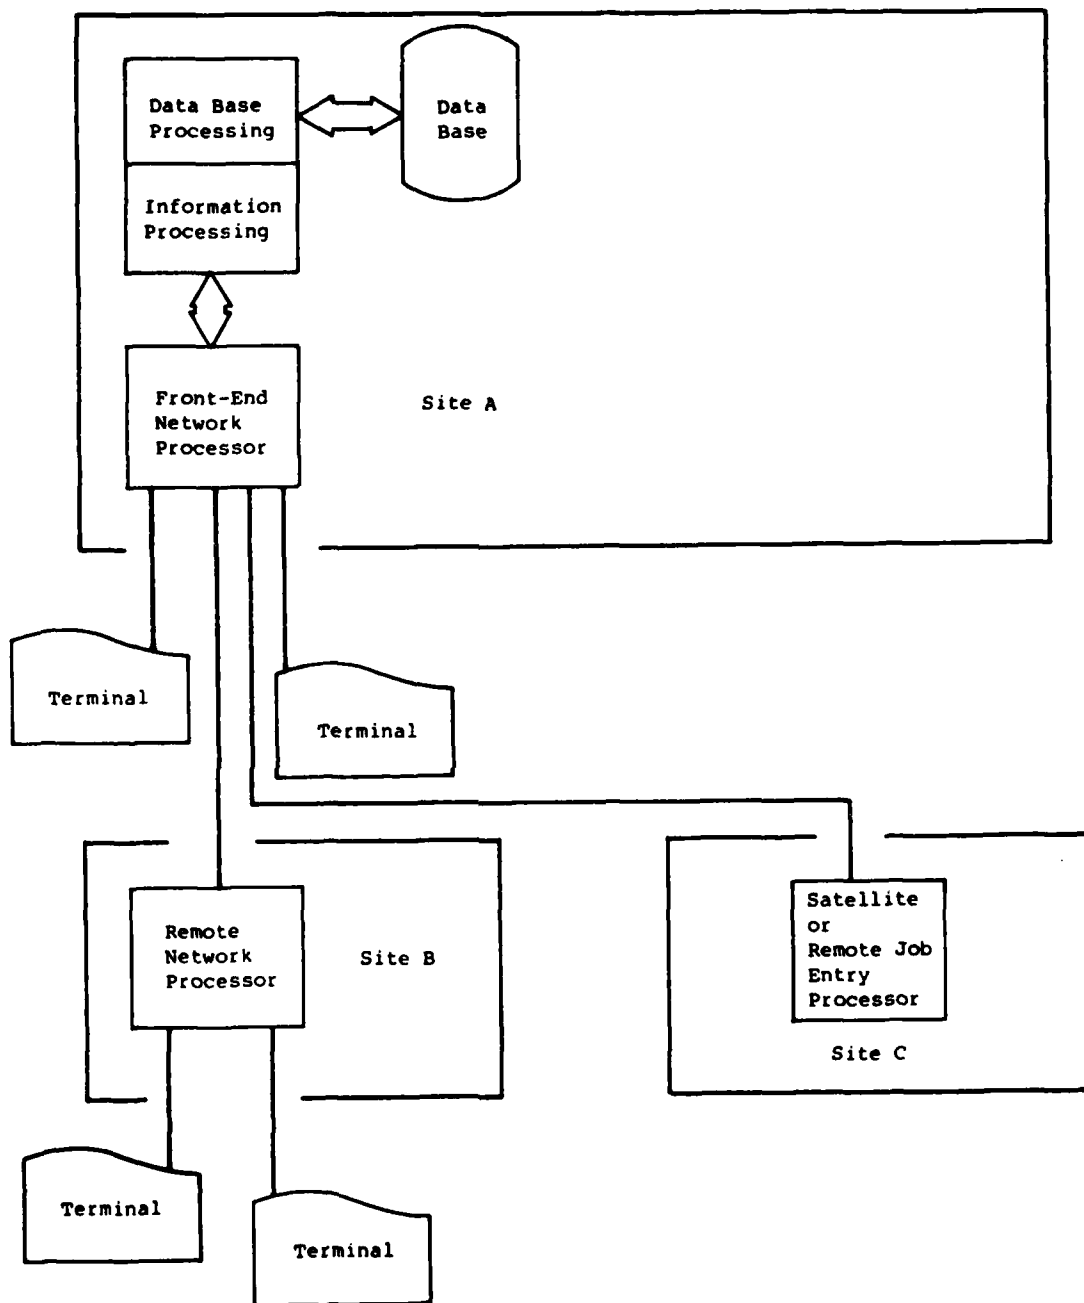 Data Base
Processing
Data
Base
Information
Processing
Front-End
Network
Processor
Site A
Terminal
Terminal
Remote
Network
Processor
Site B
Satellite
or
Remote Job
Entry
Processor
Site C
Terminal
Terminal